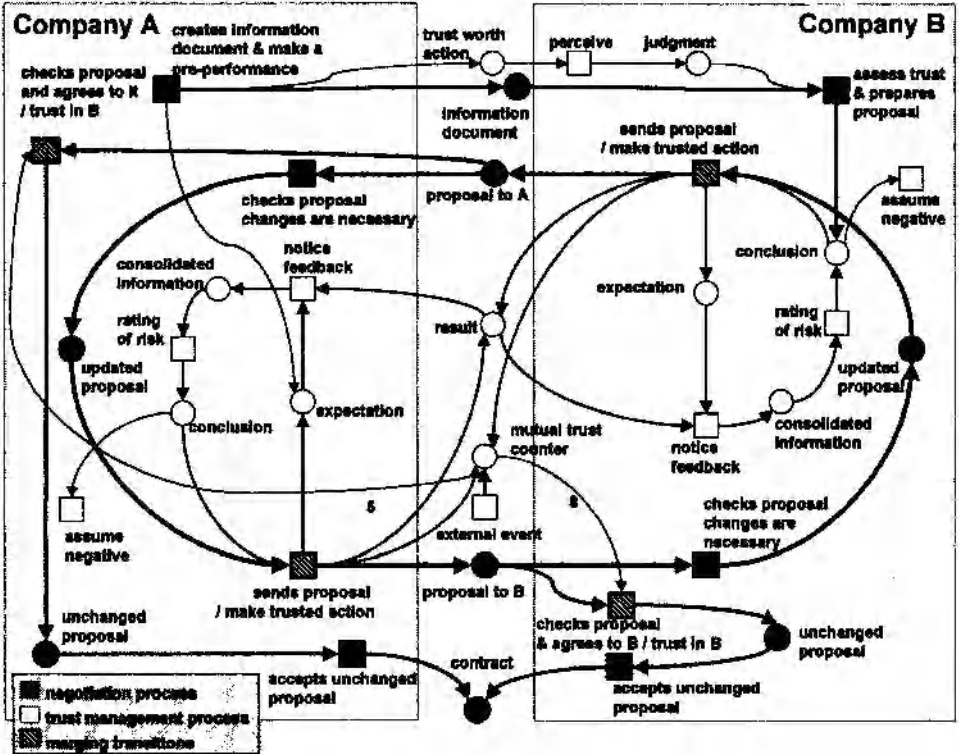 Company A
creates information
document & make a
pre-performance
trust worth
action
perceive
judgment
Company B
checks proposal
and agrees to it
/ trust in B
information
document
assess trust
& prepares
proposal
sends proposal
/ make trusted action
proposal to A
checks proposal
changes are necessary
assume
negative
conclusion
notice
feedback
consolidated
information
expectation
rating
of risk
result
rating
of risk
updated
proposal
updated
proposal
conclusion
expectation
mutual trust
counter
consolidated
information
notice
feedback
5
8
assume
negative
external event
checks proposal
changes are
necessary
sends proposal
/ make trusted action
proposal to B
unchanged
proposal
checks proposal
& agrees to B / trust in B
unchanged
proposal
contract
accepts unchanged
proposal
accepts unchanged
proposal
negotiation process
trust management process
merging transitions